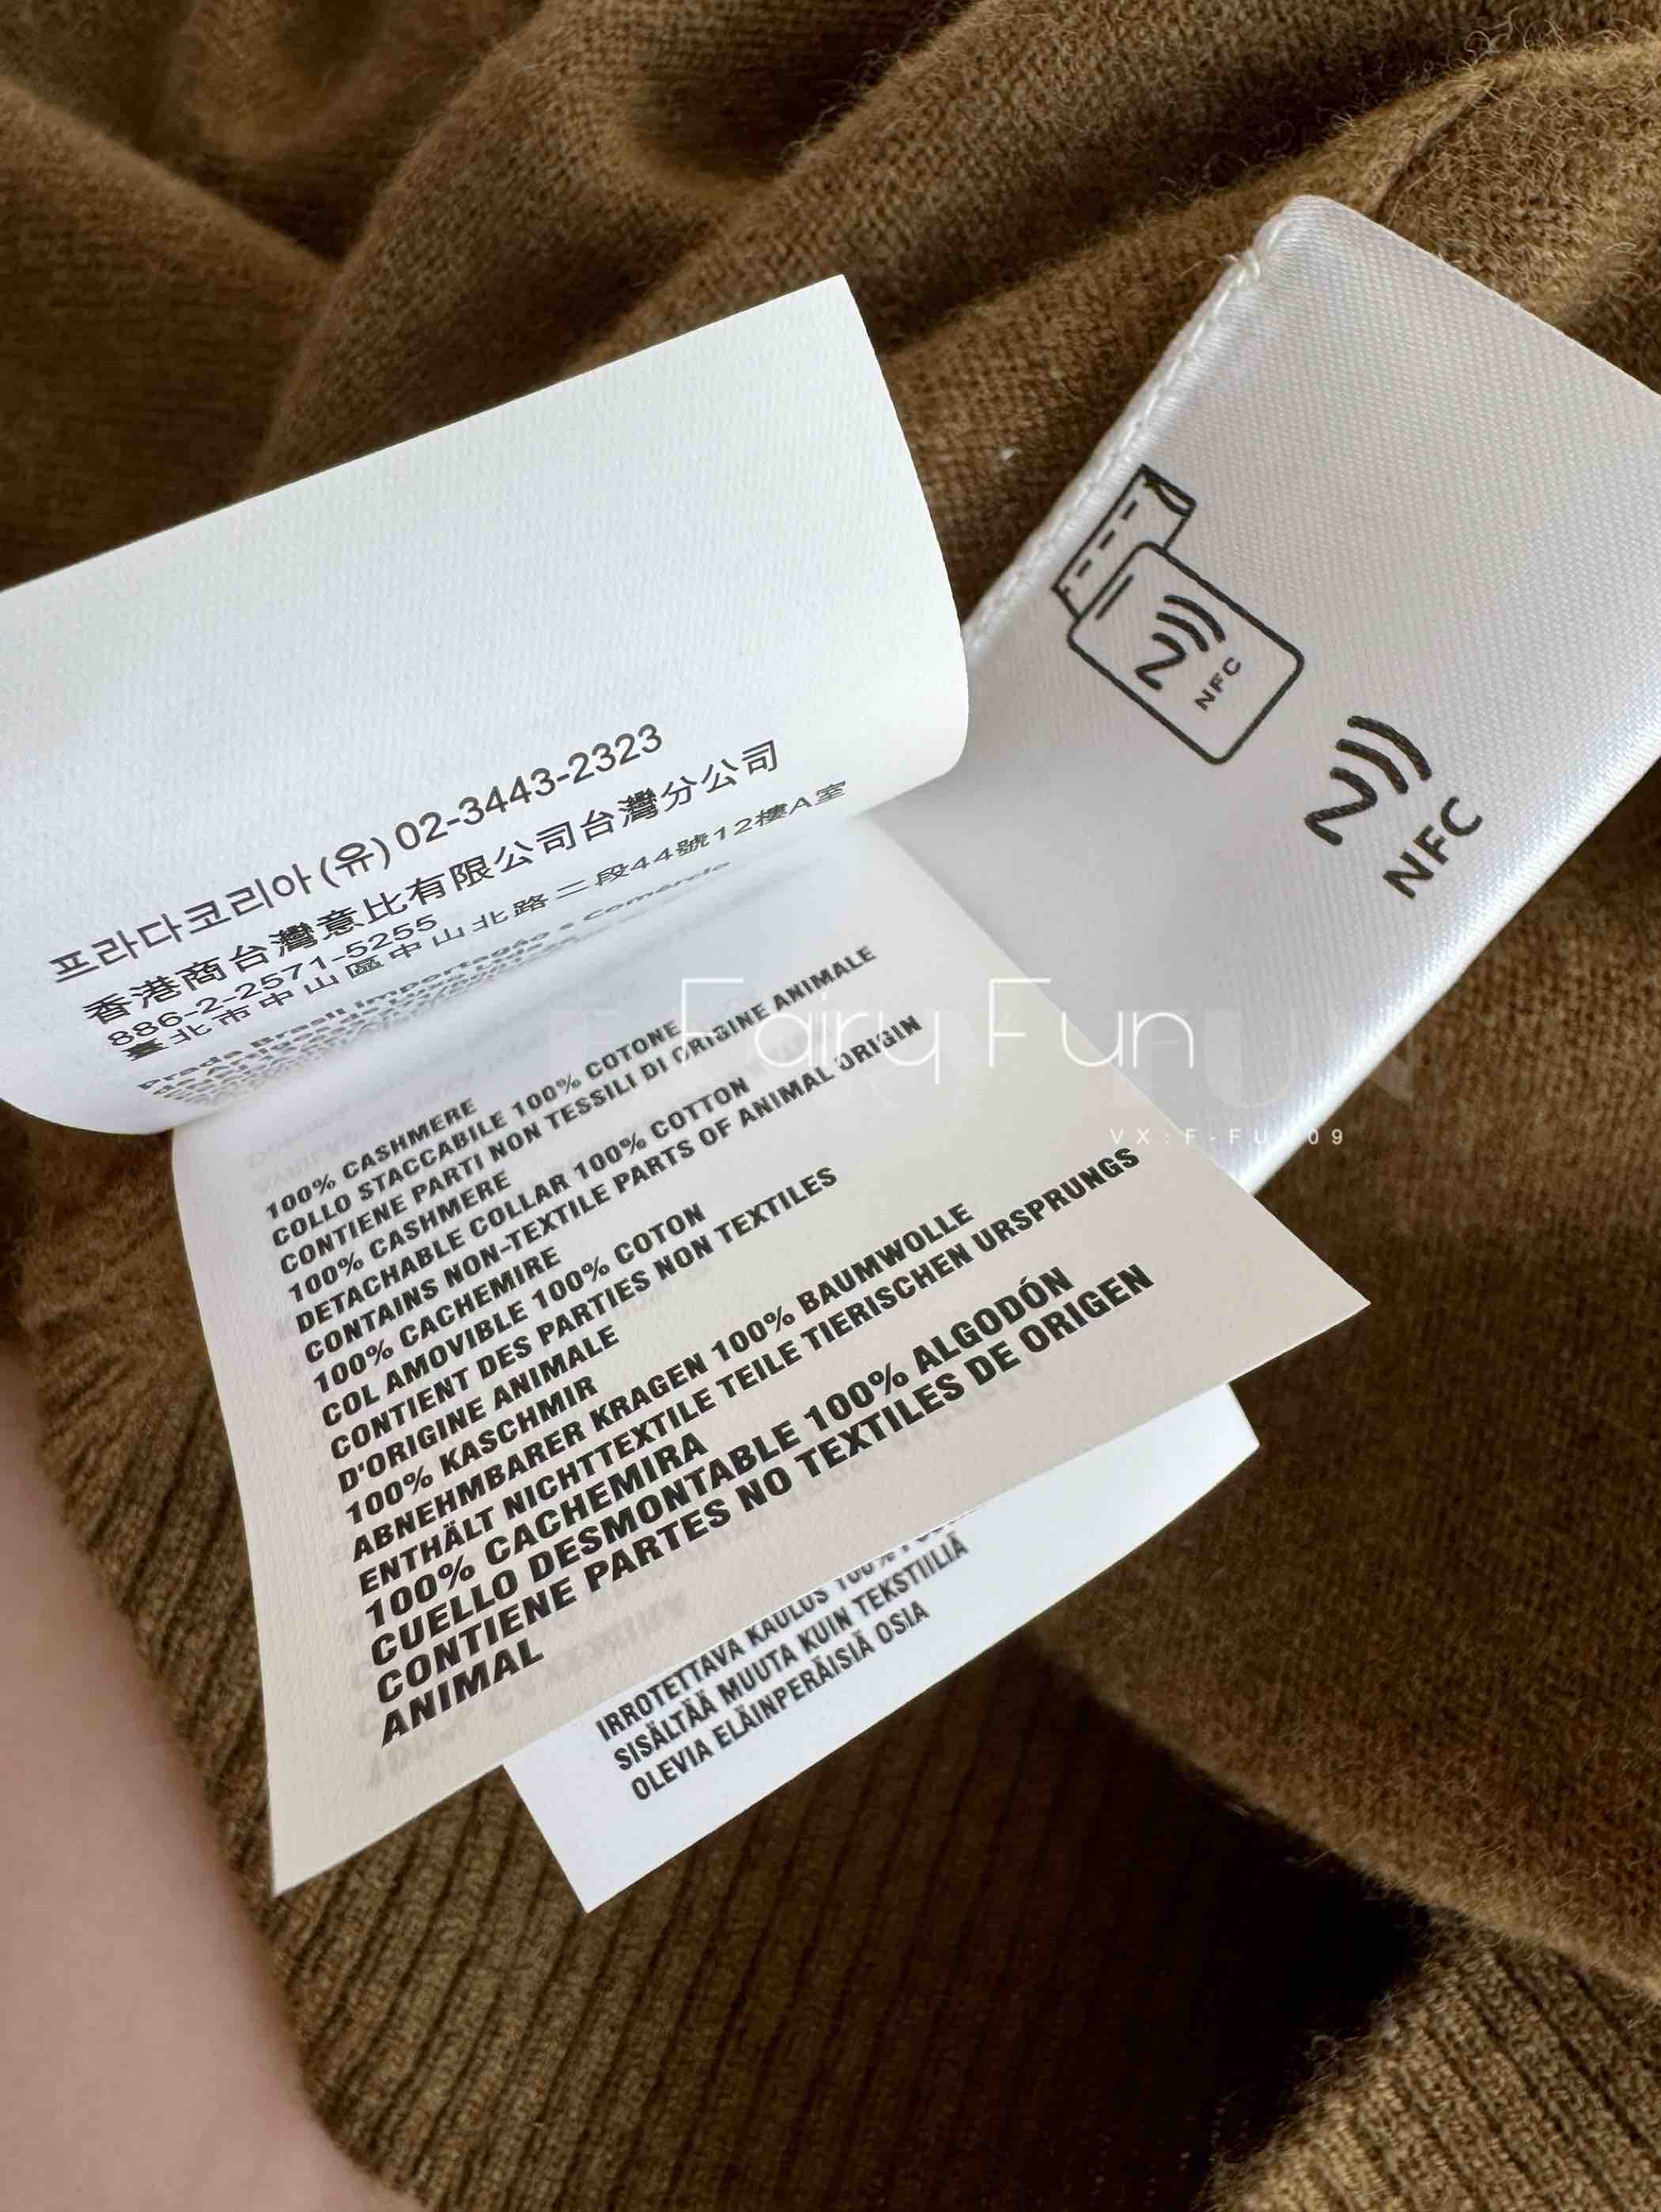 프라다코리아(유) 02-3443-2323
香港商台灣意比有限公司台灣分公司
886-2-2571-5255
臺北市中山區中山北路二段44號12樓A室
Prada Brasil Importação e Comércio
100% CASHMERE
COLLO STACCABILE 100% COTONE
CONTIENE PARTI NON TESSILI DI ORIGINE ANIMALE
100% CASHMERE
DETACHABLE COLLAR 100% COTTON
CONTAINS NON-TEXTILE PARTS OF ANIMAL ORIGIN
100% CACHEMIRE
COL AMOVIBLE 100% COTON
CONTIENT DES PARTIES NON TEXTILES
D'ORIGINE ANIMALE
100% KASCHMIR
ABNEHMBARER KRAGEN 100% BAUMWOLLE
ENTHÄLT NICHTTEXTILE TEILE TIERISCHEN URSPRUNGS
100% CACHEMIRA
CUELLO DESMONTABLE 100% ALGODÓN
CONTIENE PARTES NO TEXTILES DE ORIGEN
ANIMAL
IRROTETTAVA KAULUS 100%
SISÄLTÄÄ MUUTA KUIN TEKSTIILIÄ
OLEVIA ELÄINPERÄISIÄ OSIA
NFC
NFC
Fairy Fun